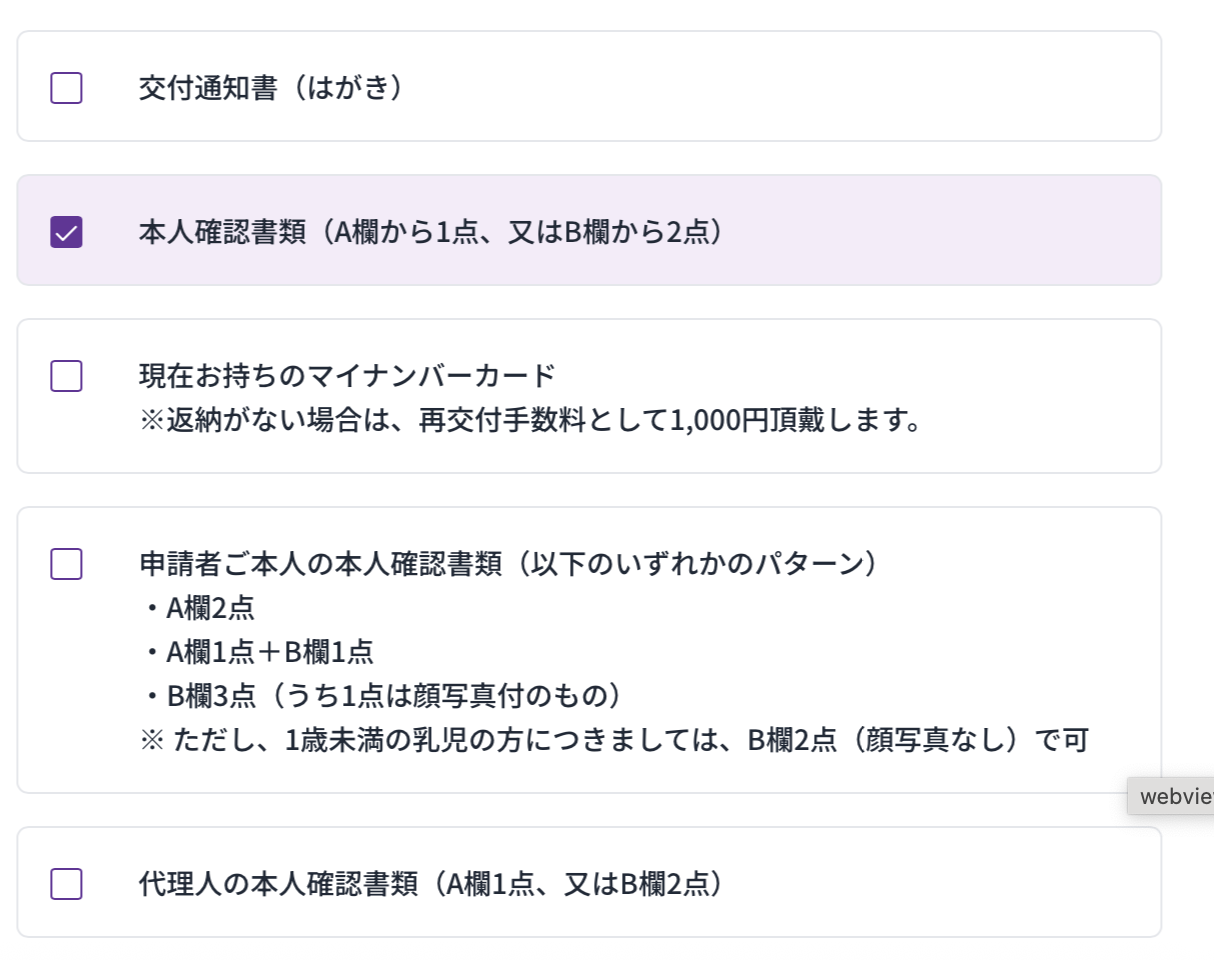 交付通知書（はがき）
本人確認書類（A欄から1点、又はB欄から2点）
現在お持ちのマイナンバーカード
※返納がない場合は、再交付手数料として1,000円頂戴します。
申請者ご本人の本人確認書類（以下のいずれかのパターン）
・A欄2点
・A欄1点＋B欄1点
・B欄3点（うち1点は顔写真付のもの）
※ ただし、1歳未満の乳児の方につきましては、B欄2点（顔写真なし）で可
webvie
代理人の本人確認書類（A欄1点、又はB欄2点）